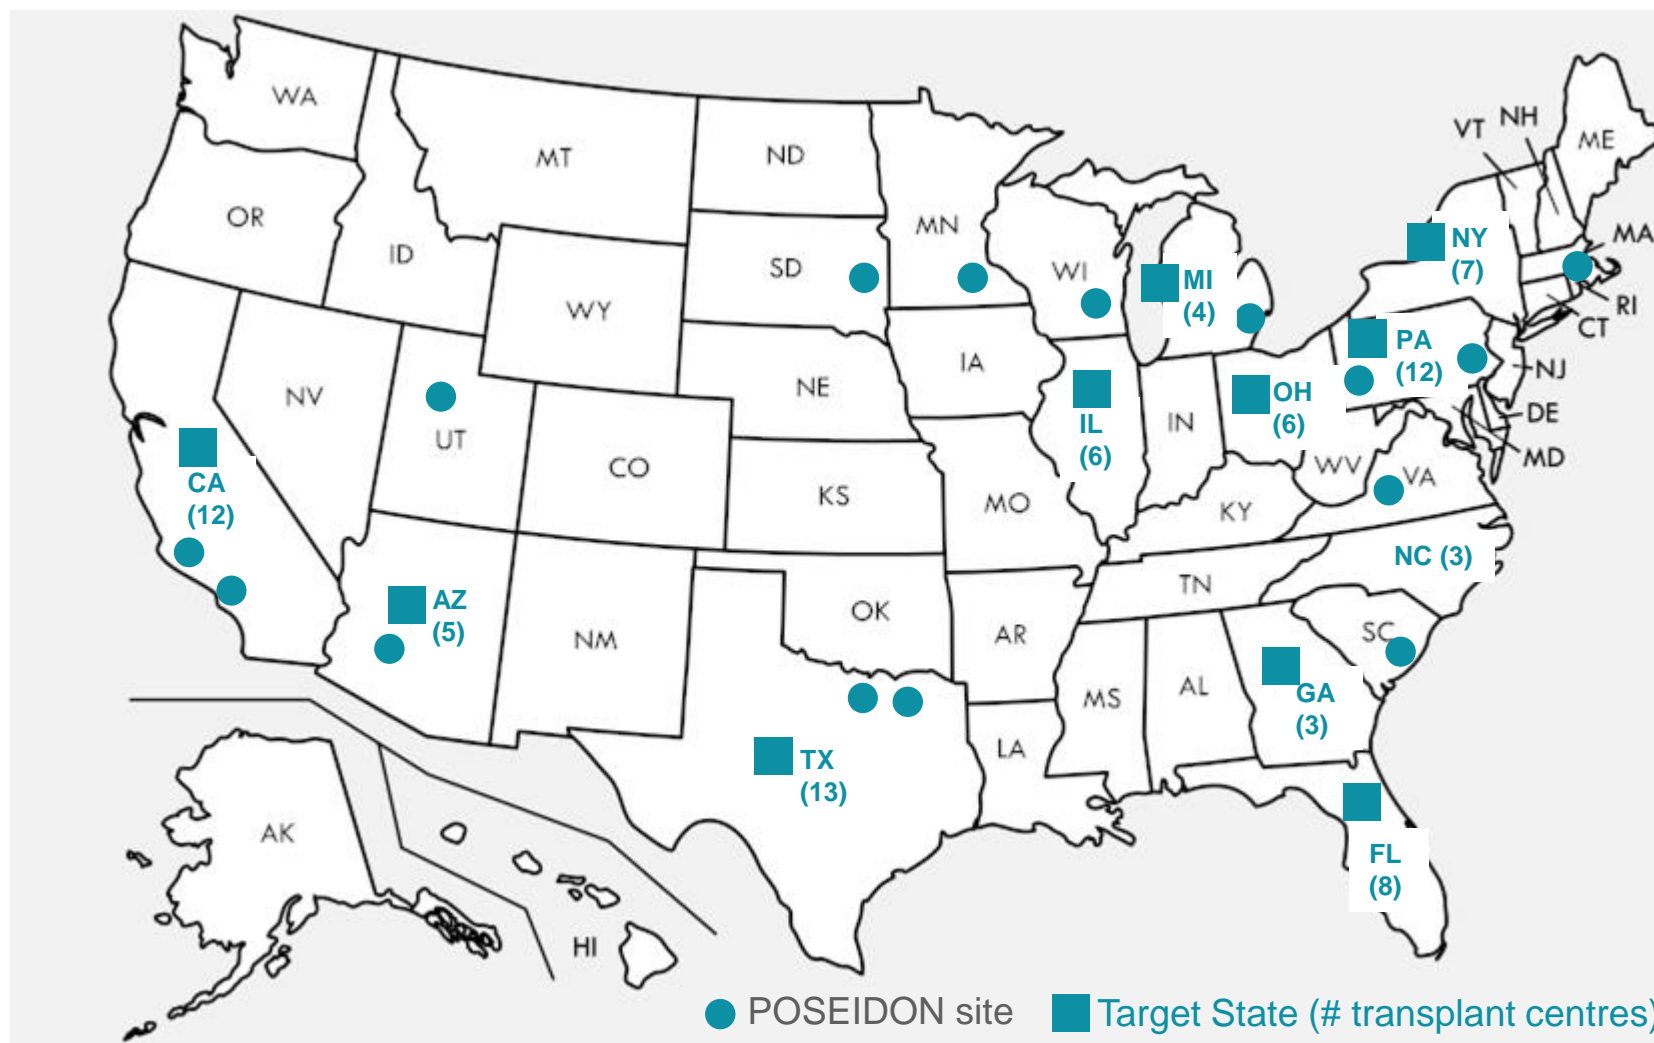 WA
MT
ND
MN
VT
NH
ME
OR
ID
SD
WI
MI
(4)
NY
(7)
MA
RI
CT
WY
IA
NE
NV
UT
CO
IL
(6)
IN
OH
(6)
PA
(12)
NJ
DE
MD
CA
(12)
KS
MO
KY
WV
VA
NC (3)
TN
AZ
(5)
NM
OK
AR
SC
MS
AL
GA
(3)
LA
TX
(13)
FL
(8)
AK
HI
POSEIDON site
Target State (# transplant centres)